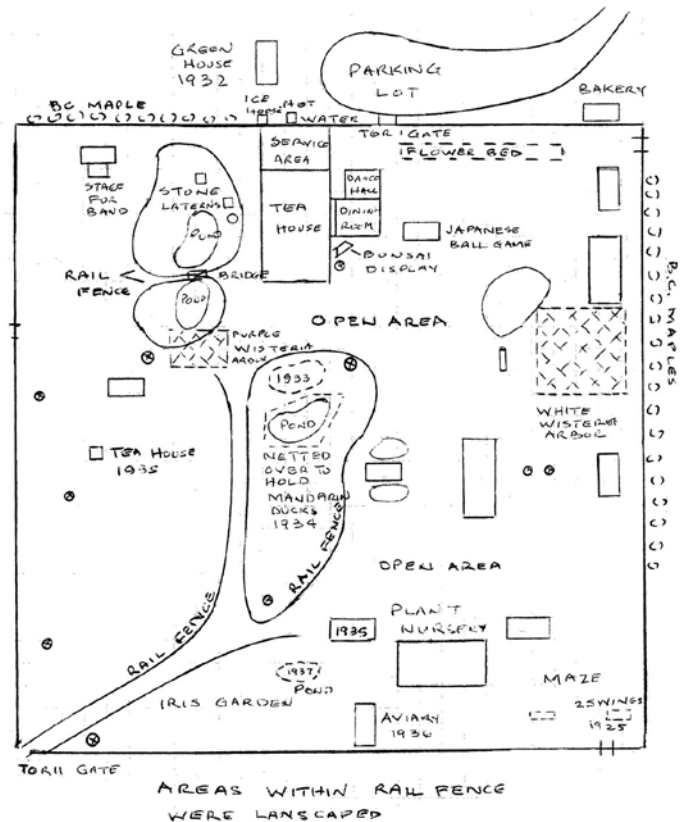 GREEN
HOUSE
1932
PARKING
LOT
BAKERY
B.C. MAPLE
ICE
HOUSE
HOT
WATER
TORI GATE
FLOWER BED
SERVICE
AREA
STAGE
FOR
BAND
STONE
LATERNS
POND
TEA
HOUSE
DANCE
HALL
DINING
ROOM
JAPANESE
BALL GAME
BONSAI
DISPLAY
RAIL
FENCE
BRIDGE
POND
B.C. MAPLES
OPEN AREA
PURPLE
WISTERIA
1933
POND
WHITE
WISTERIA
ARBOR
TEA HOUSE
1935
NETTED
OVER TO
HOLD
MANDARIN
DUCKS
1934
RAIL FENCE
OPEN AREA
RAIL FENCE
1935
PLANT
NURSERY
1937
POND
IRIS GARDEN
AVIARY
1936
MAZE
2 SWINGS
1925
TORII GATE
AREAS WITHIN RAIL FENCE
WERE LANSCAPED